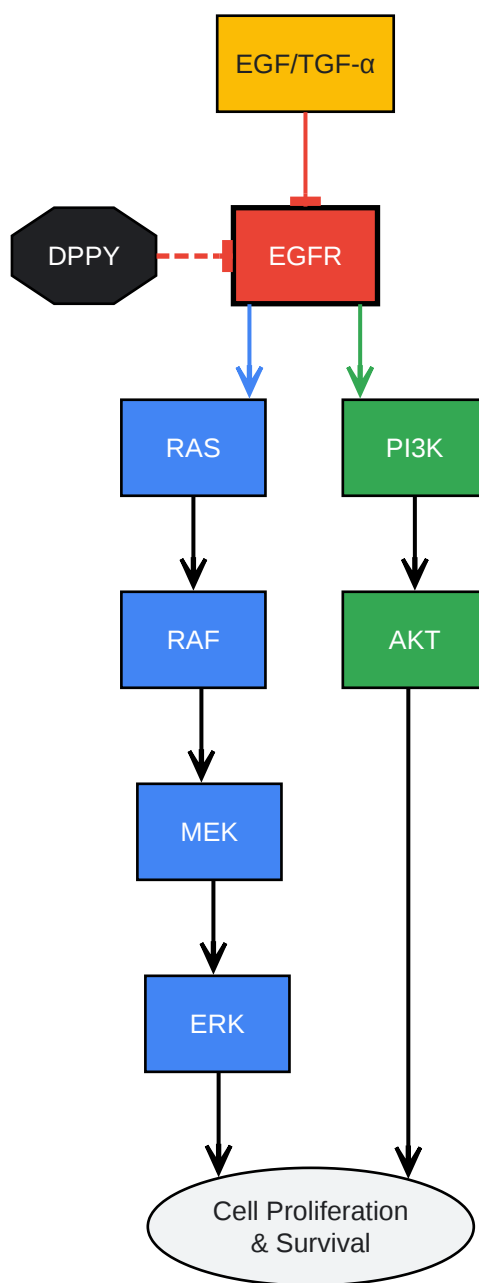 EGF/TGF-α
DPPY
EGFR
RAS
PI3K
RAF
AKT
MEK
ERK
Cell Proliferation
& Survival